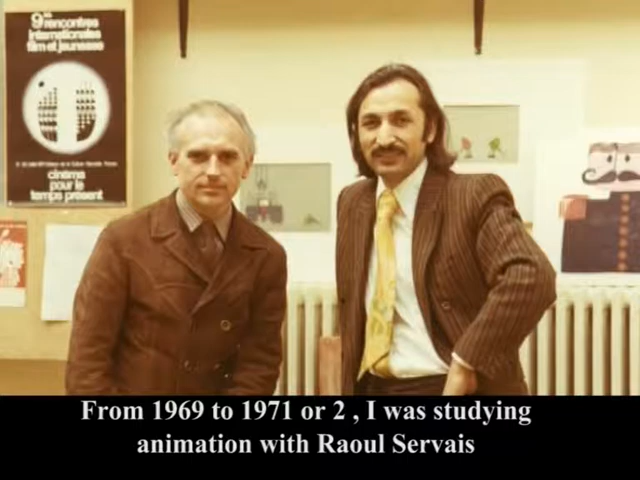 9es rencontres
internationales
film et jeunesse
cinéma
pour le
temps présent
From 1969 to 1971 or 2 , I was studying
animation with Raoul Servais